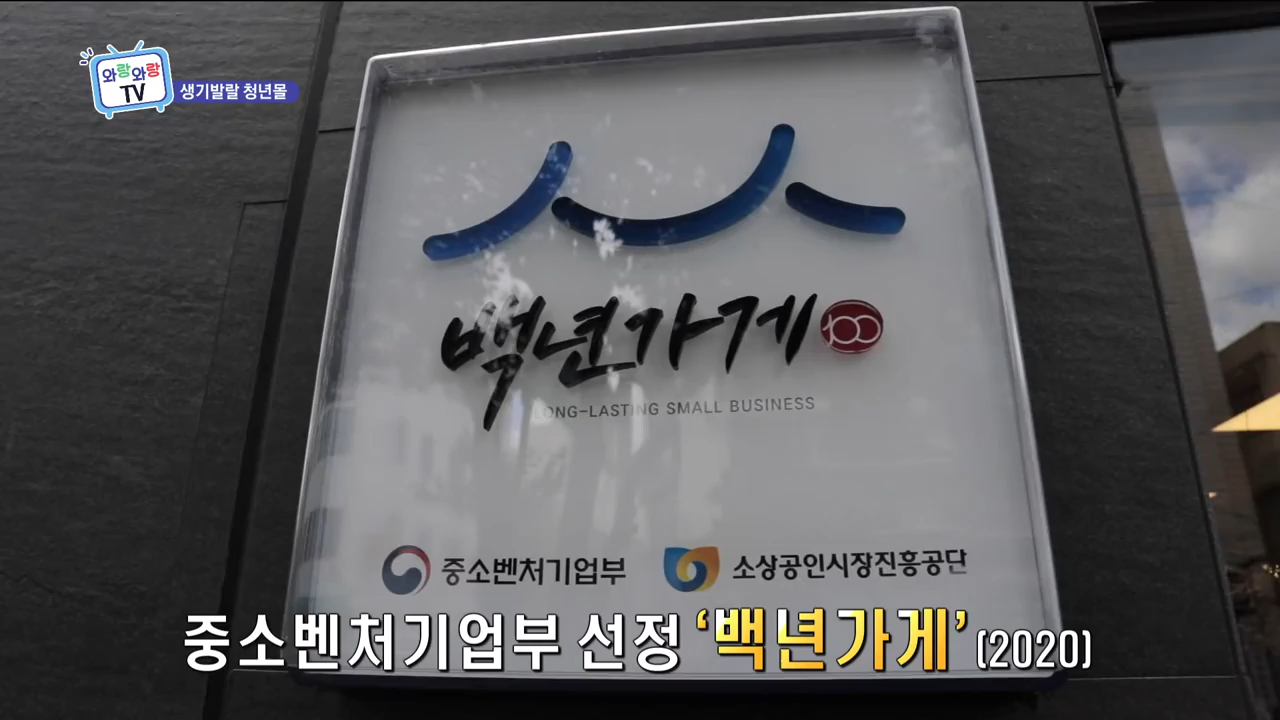 와랑와랑
TV
생기발랄 청년몰
백년가게 100
LONG-LASTING SMALL BUSINESS
중소벤처기업부
소상공인시장진흥공단
중소벤처기업부 선정 ‘백년가게’ (2020)